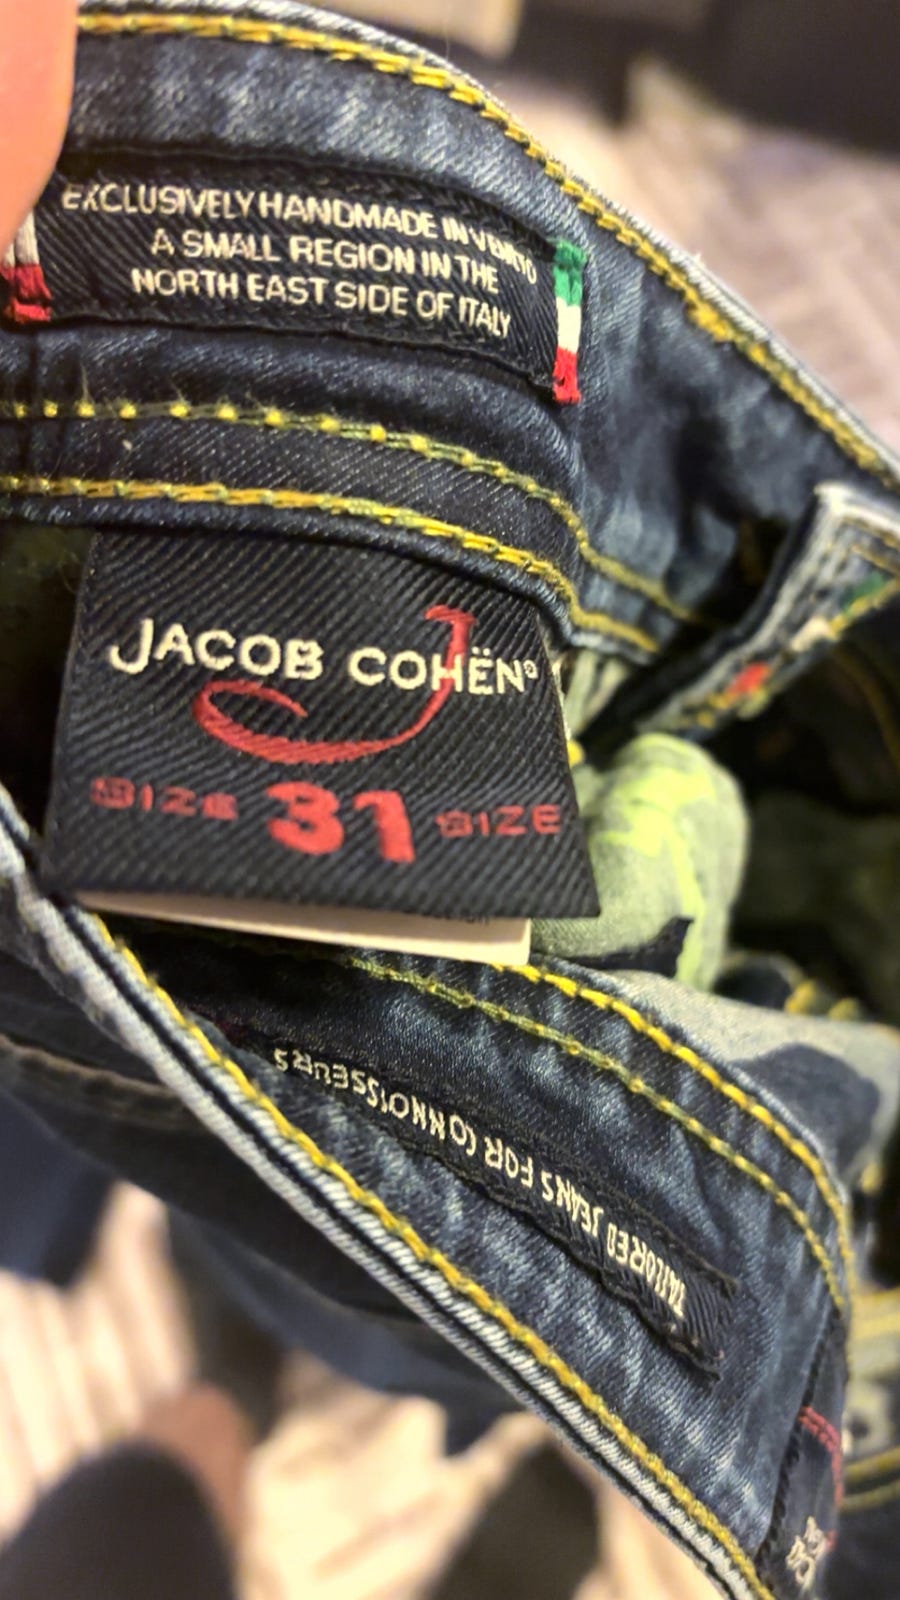 EXCLUSIVELY HANDMADE IN VENETO
A SMALL REGION IN THE
NORTH EAST SIDE OF ITALY
JACOB COHËN®
J
SIZE 31 SIZE
TAILORED JEANS FOR CONNOISSEURS